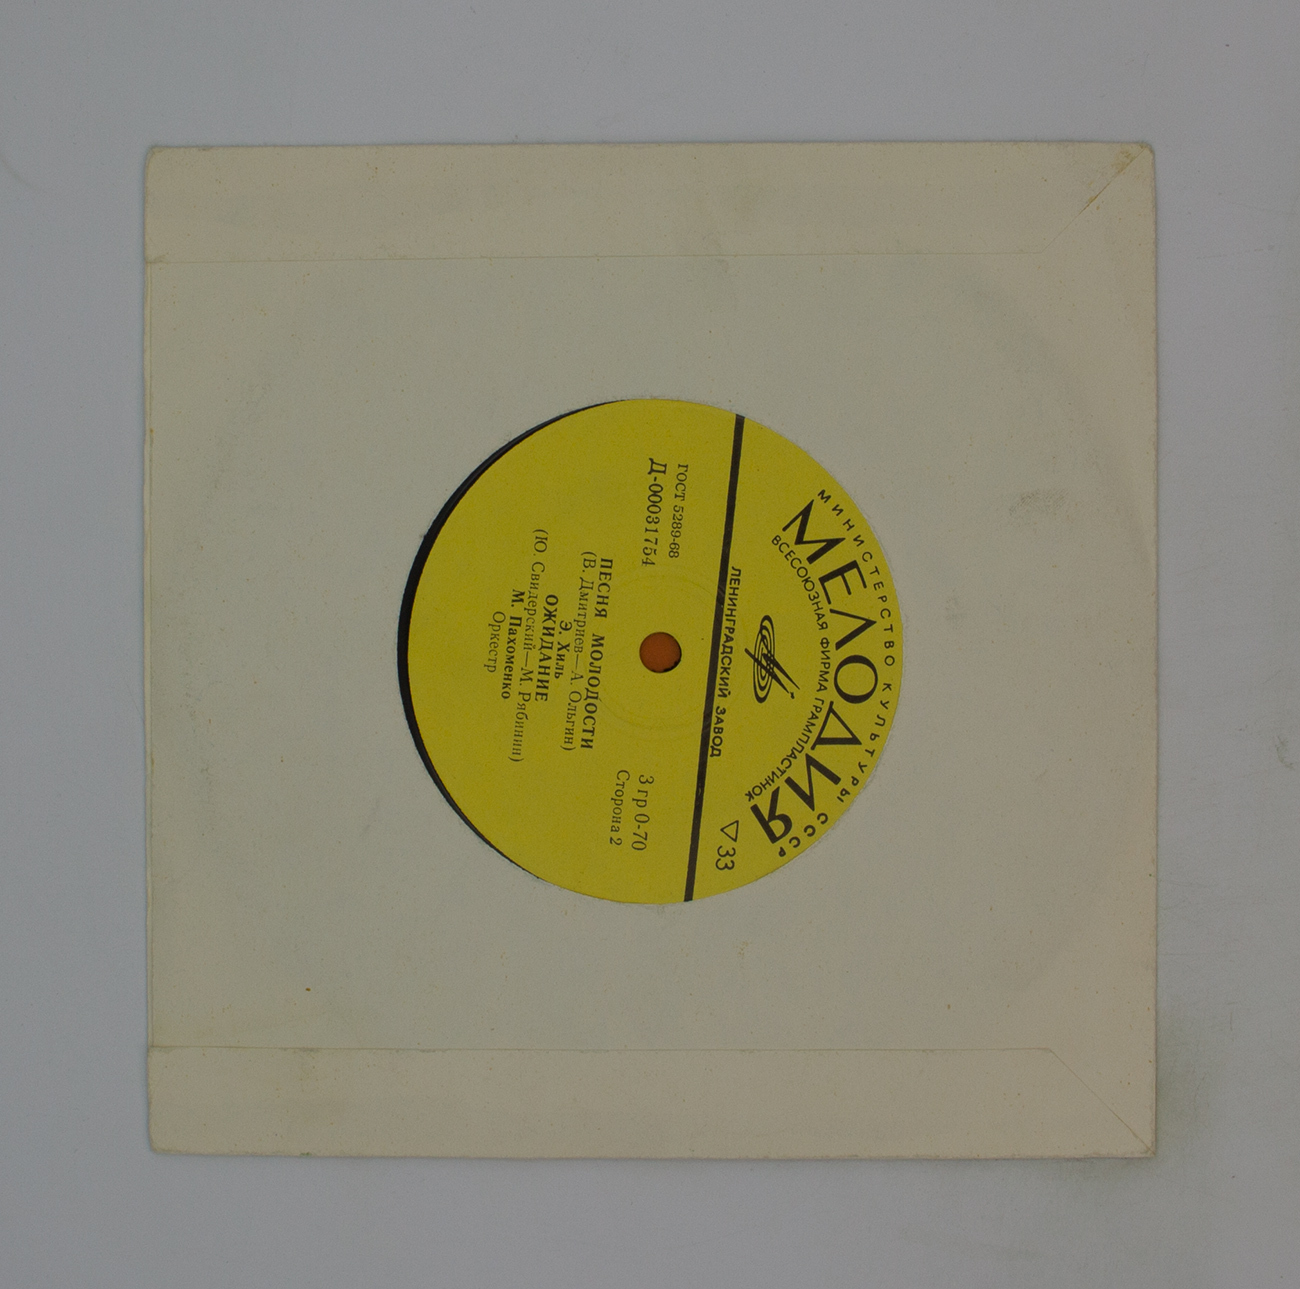 МИНИСТЕРСТВО КУЛЬТУРЫ СССР
МЕЛОДИЯ
ВСЕСОЮЗНАЯ ФИРМА ГРАМПЛАСТИНОК
ЛЕНИНГРАДСКИЙ ЗАВОД
33
ГОСТ 5289-68
Д-00031754
3 гр 0-70
Сторона 2
ПЕСНЯ МОЛОДОСТИ
(В. Дмитриев—А. Ольгин)
Э. Хиль
ОЖИДАНИЕ
(Ю. Свидерский—М. Рябинин)
М. Пахоменко
Оркестр